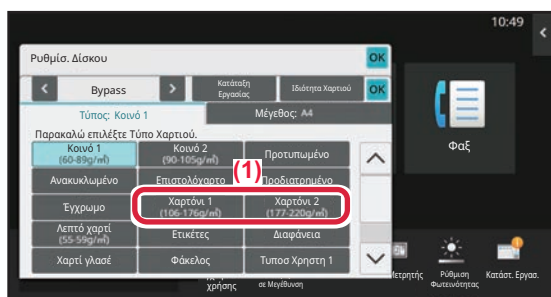 10:49
Ρυθμίσ. Δίσκου
OK
Bypass
Κατάταξη
Εργασίας
Ιδιότητα Χαρτιού
OK
Τύπος: Κοινό 1
Μέγεθος: A4
Παρακαλώ επιλέξτε Τύπο Χαρτιού.
Κοινό 1
(60-89g/㎡)
Κοινό 2
(90-105g/㎡)
Προτυπωμένο
Φαξ
Ανακυκλωμένο
Επιστολόχαρτο
(1)
Προδιατρημένο
Έγχρωμο
Χαρτόνι 1
(106-176g/㎡)
Χαρτόνι 2
(177-220g/㎡)
Λεπτό χαρτί
(55-59g/㎡)
Ετικέτες
Διαφάνεια
Χαρτί γλασέ
Φάκελος
Τυποσ Χρηστη 1
χρήσης
σε Μεγέθυνση
Μετρητής
Ρύθμιση
Φωτεινότητας
Κατάστ. Εργασ.